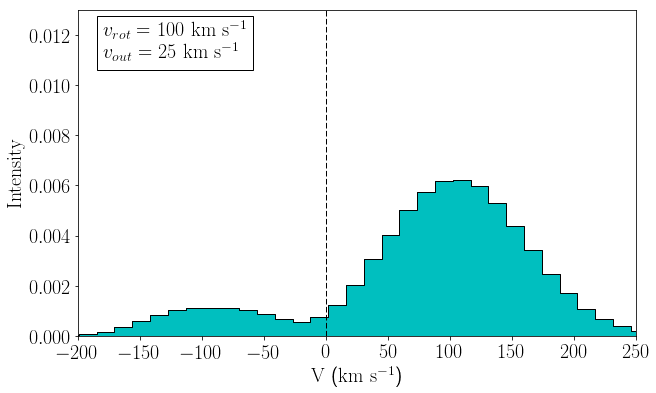 v_rot = 100 km s⁻¹
v_out = 25 km s⁻¹
0.012
0.010
0.008
0.006
0.004
0.002
0.000
Intensity
−200 −150 −100 −50 0 50 100 150 200 250
V (km s⁻¹)